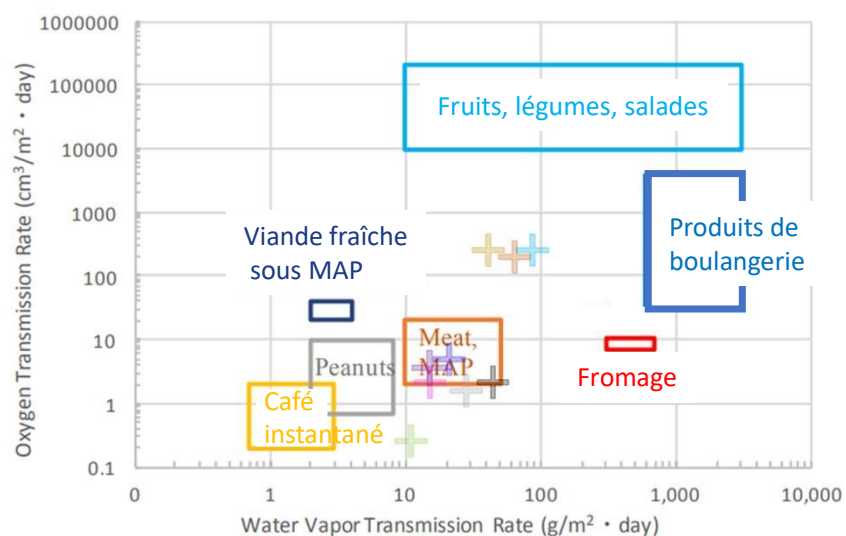 1000000
100000
10000
1000
100
10
1
0.1
Oxygen Transmission Rate (cm³/m²・day)
Fruits, légumes, salades
Produits de
boulangerie
Viande fraîche
sous MAP
Meat,
MAP
Peanuts
Fromage
Café
instantané
0
1
10
100
1,000
10,000
Water Vapor Transmission Rate (g/m²・day)